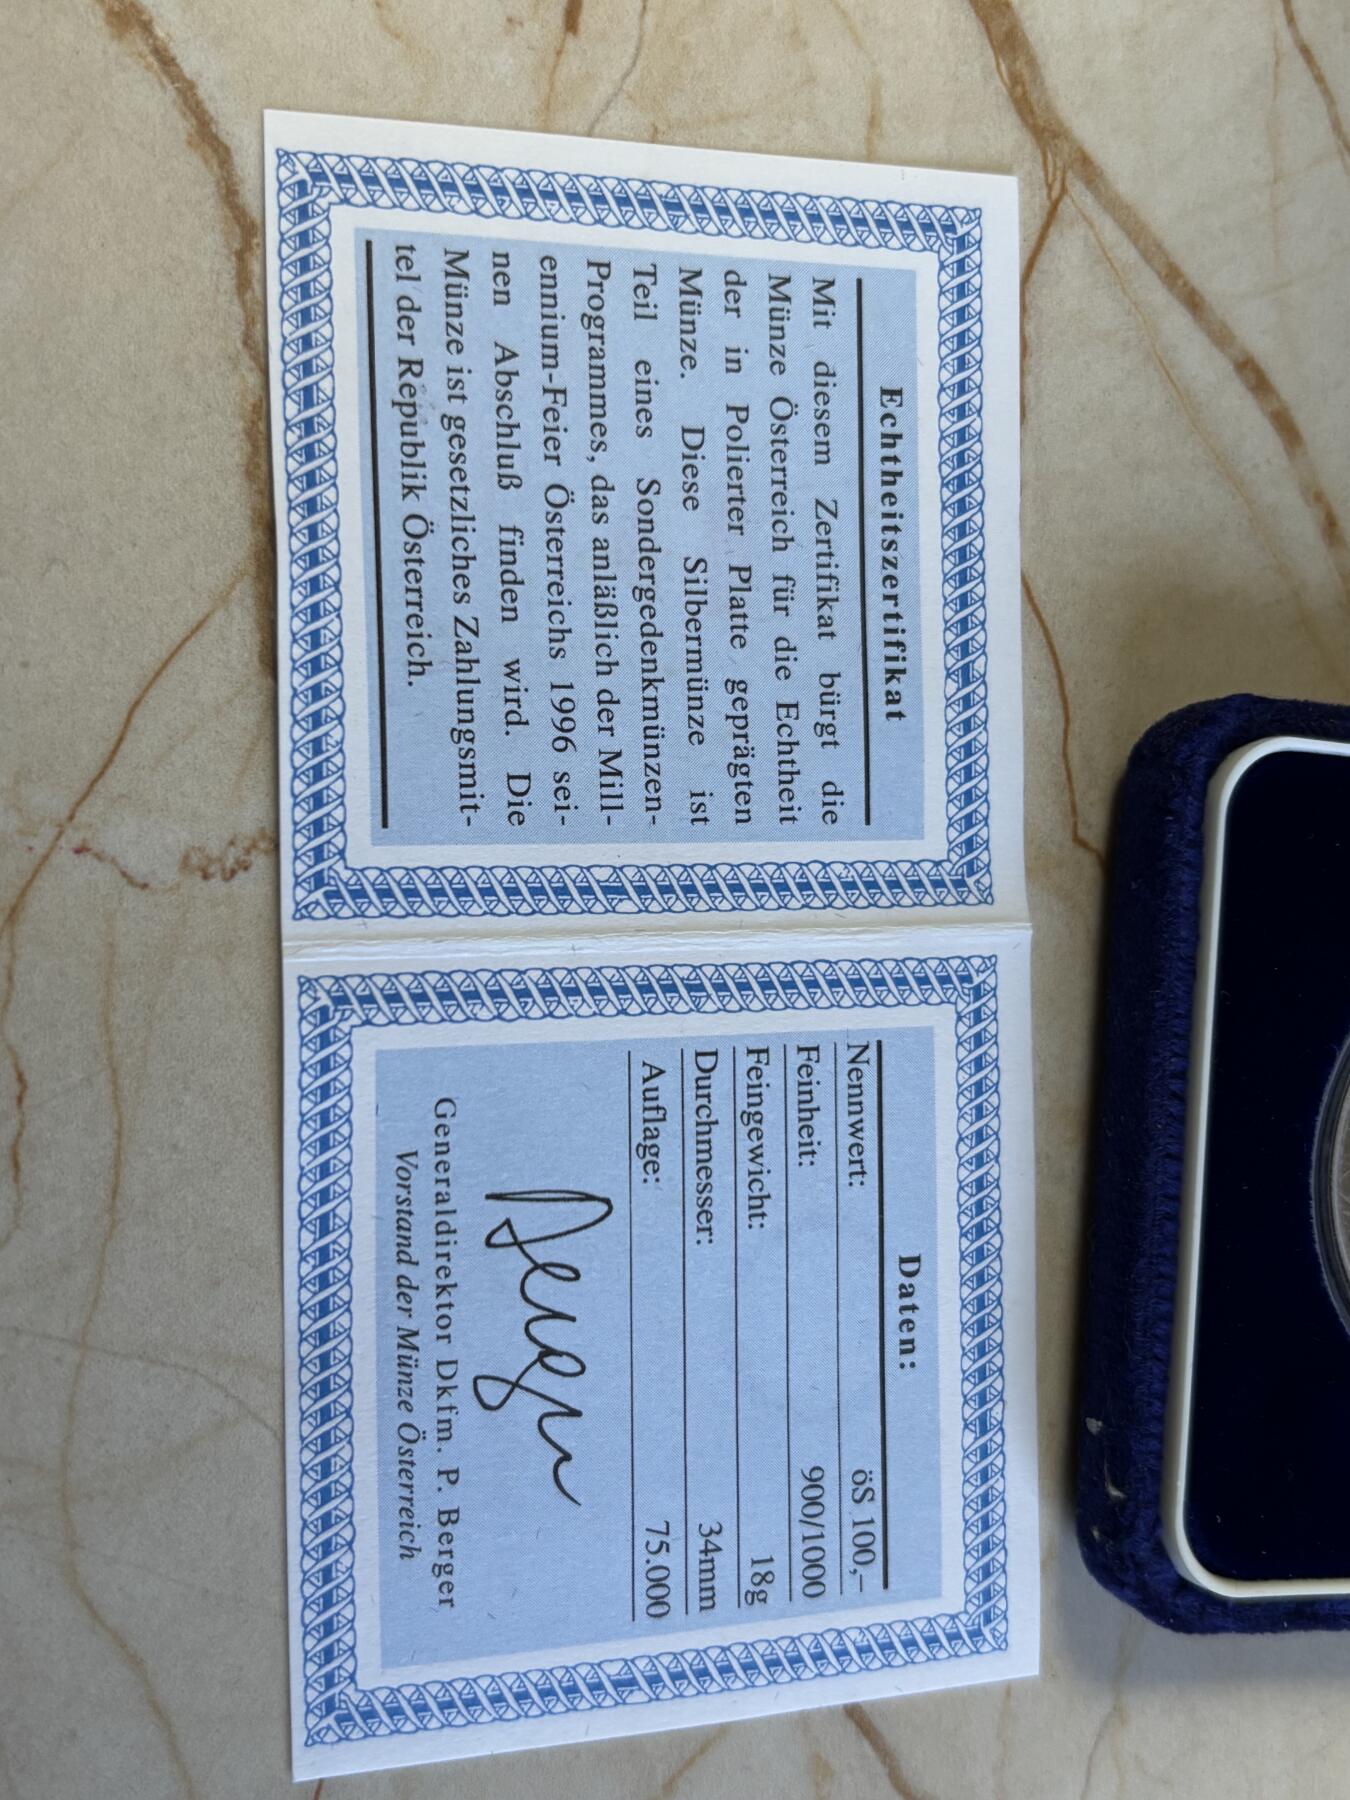 Echtheitszertifikat
Mit diesem Zertifikat bürgt die
Münze Österreich für die Echtheit
der in Polierter Platte geprägten
Münze. Diese Silbermünze ist
Teil eines Sondergedenkmünzen-
Programmes, das anläßlich der Mill-
ennium-Feier Österreichs 1996 sei-
nen Abschluß finden wird. Die
Münze ist gesetzliches Zahlungsmit-
tel der Republik Österreich.
Daten:
Nennwert: öS 100,–
Feinheit: 900/1000
Feingewicht: 18g
Durchmesser: 34mm
Auflage: 75.000
Berger
Generaldirektor Dkfm. P. Berger
Vorstand der Münze Österreich